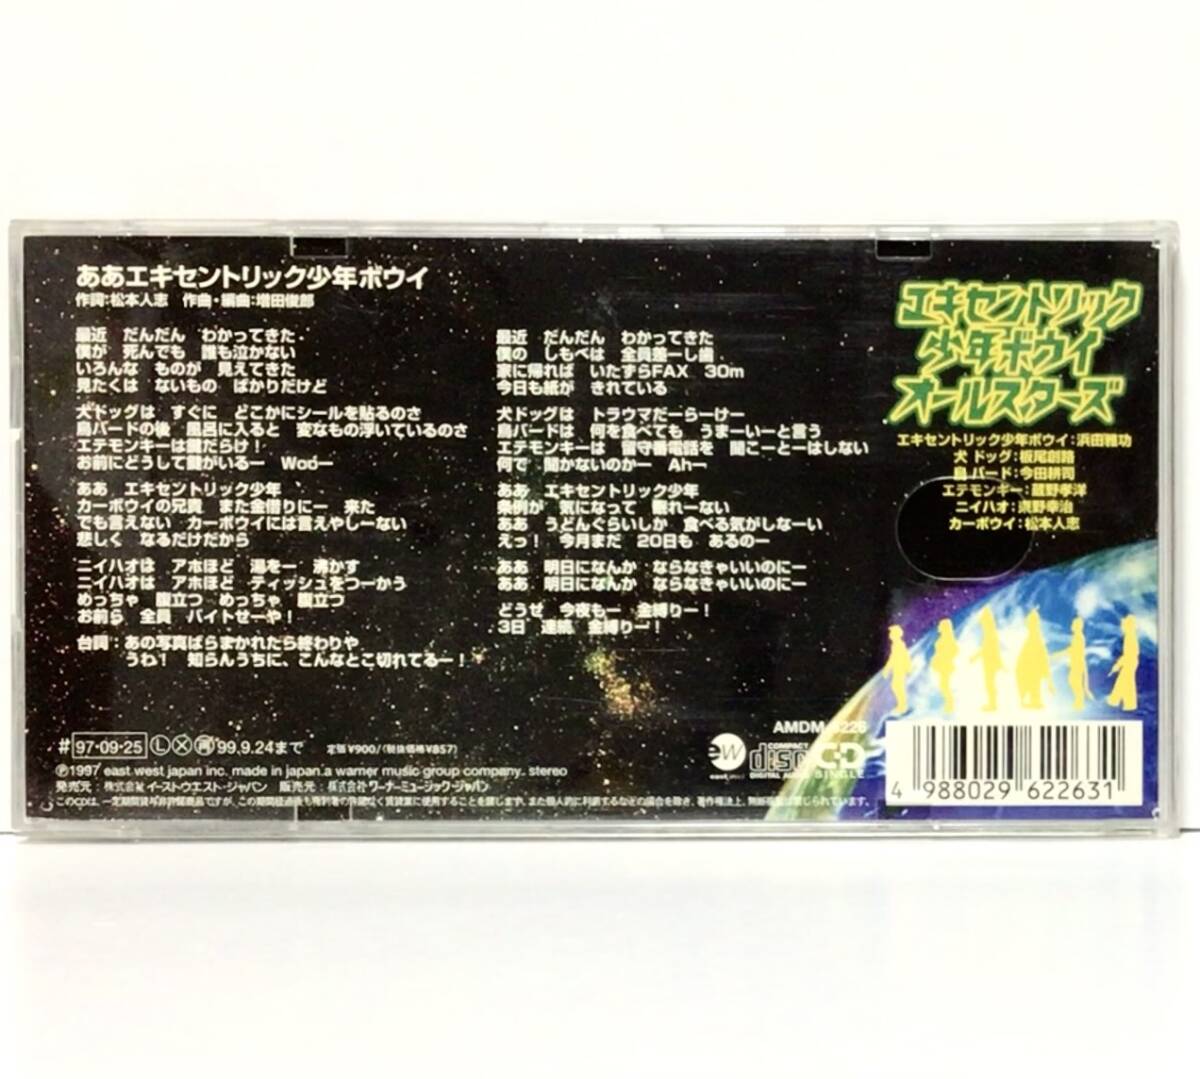 ああエキセントリック少年ボウイ
作詞:松本人志 作曲・編曲:増田俊郎
最近 だんだん わかってきた
僕が 死んでも 誰も泣かない
いろんな ものが 見えてきた
見たくは ないもの ばかりだけど
犬ドッグは すぐに どこかにシールを貼るのさ
鳥バードの後 風呂に入ると 変なもの浮いているのさ
エテモンキーは鍵だらけ!
お前にどうして鍵がいるー Wooー
ああ エキセントリック少年
カーボウイの兄貴 また金借りにー 来た
でも言えない カーボウイには言えやしーない
悲しく なるだけだから
ニイハオは アホほど 湯をー 沸かす
ニイハオは アホほど ティッシュをつーかう
めっちゃ 腹立つ めっちゃ 腹立つ
お前ら 全員 バイトせーや!
台詞:あの写真ばらまかれたら終わりや
うわ! 知らんうちに、こんなとこ切れてるー!
最近 だんだん わかってきた
僕の しもべは 全員差ーし歯
家に帰れば いたずらFAX 30m
今日も紙が きれている
犬ドッグは トラウマだーらーけー
鳥バードは 何を食べても うまーいーと言う
エテモンキーは 留守番電話を 聞こーとーはしない
何で 聞かないのかー Ahー
ああ エキセントリック少年
条例が 気になって 眠れーない
ああ うどんぐらいしか 食べる気がしなーい
えっ! 今月まだ 20日も あるのー
ああ 明日になんか ならなきゃいいのにー
ああ 明日になんか ならなきゃいいのにー
どうせ 今夜もー 金縛りー!
3日 連続 金縛りー!
エキセントリック
少年ボウイ
オールスターズ
エキセントリック少年ボウイ:浜田雅功
犬 ドッグ:板尾創路
鳥 バード:今田耕司
エテモンキー:蔵野孝洋
ニイハオ:東野幸治
カーボウイ:松本人志
AMDM-6226
#97・09・25 Ⓛ Ⓧ ㊢'99.9.24まで 定価¥900/(税抜価格¥857)
Ⓟ1997 east west japan inc. made in japan.a warner music group company. stereo
発売元:株式会社 イーストウエスト・ジャパン 販売元:株式会社 ワーナーミュージック・ジャパン
ew
east west
COMPACT
disc
DIGITAL AUDIO
CD
SINGLE
4 988029 622631